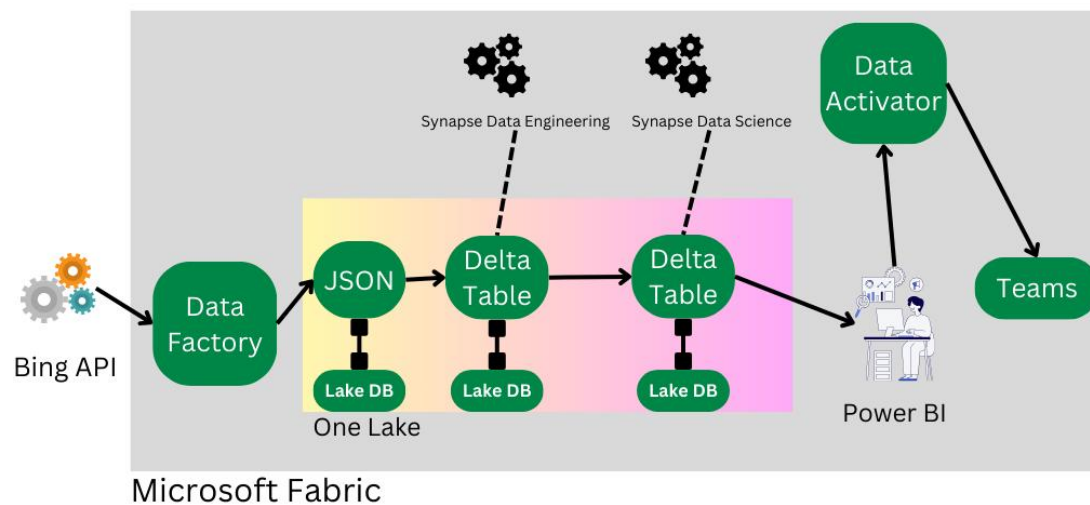 Data
Activator
Synapse Data Engineering
Synapse Data Science
Bing API
Data
Factory
JSON
Delta
Table
Delta
Table
Teams
Lake DB
Lake DB
Lake DB
One Lake
Power BI
Microsoft Fabric